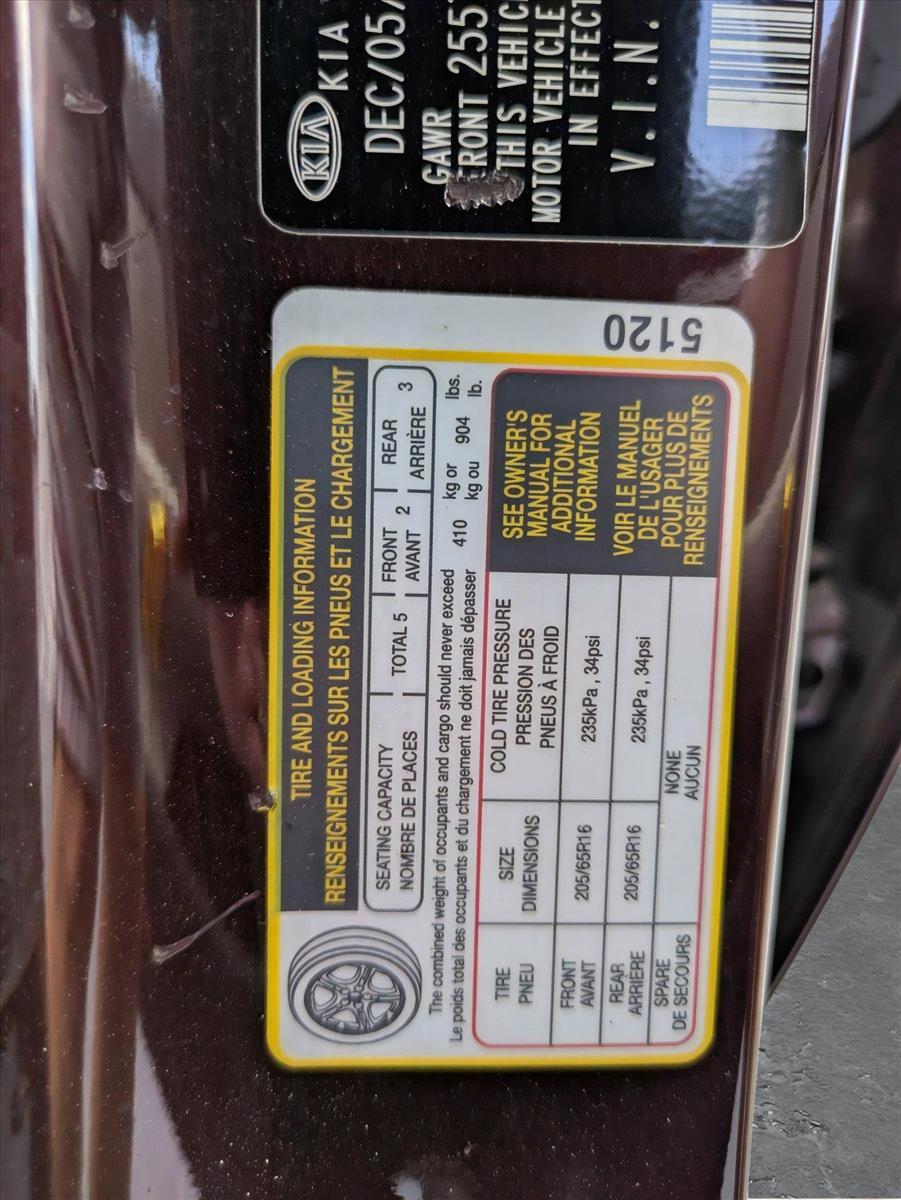 KIA KIA
DEC/05/
GAWR
FRONT 255
THIS VEHIC
MOTOR VEHICLE
IN EFFECT
V.I.N.
5120
TIRE AND LOADING INFORMATION
RENSEIGNEMENTS SUR LES PNEUS ET LE CHARGEMENT
SEATING CAPACITY
NOMBRE DE PLACES
TOTAL 5
FRONT
AVANT 2
REAR
ARRIÈRE 3
The combined weight of occupants and cargo should never exceed 410 kg or 904 lbs.
Le poids total des occupants et du chargement ne doit jamais dépasser kg ou lb.
TIRE
PNEU
SIZE
DIMENSIONS
COLD TIRE PRESSURE
PRESSION DES
PNEUS À FROID
FRONT
AVANT
205/65R16
235kPa , 34psi
REAR
ARRIÈRE
205/65R16
235kPa , 34psi
SPARE
DE SECOURS
NONE
AUCUN
SEE OWNER'S
MANUAL FOR
ADDITIONAL
INFORMATION
VOIR LE MANUEL
DE L'USAGER
POUR PLUS DE
RENSEIGNEMENTS